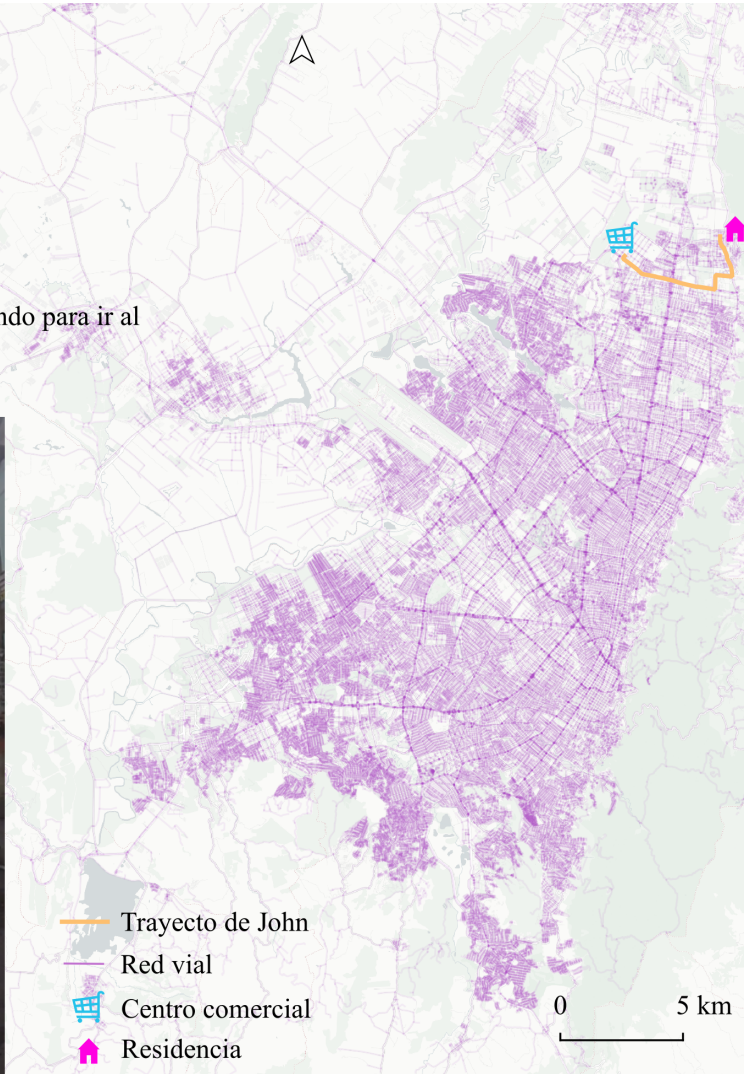 ndo para ir al
Trayecto de John
Red vial
Centro comercial
Residencia
0 5 km